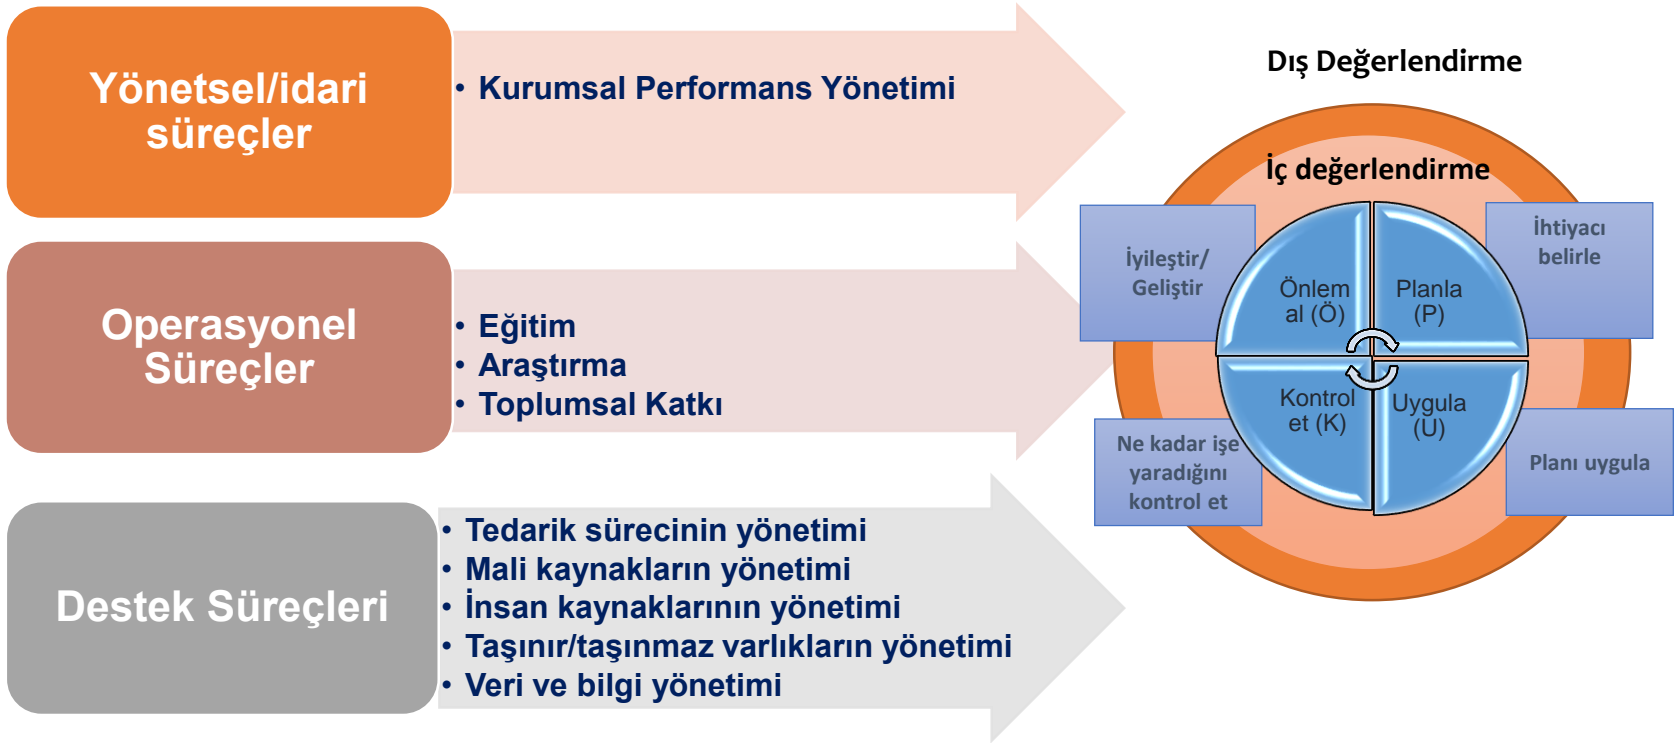 Yönetsel/idari
süreçler
• Kurumsal Performans Yönetimi
Operasyonel
Süreçler
• Eğitim
• Araştırma
• Toplumsal Katkı
Destek Süreçleri
• Tedarik sürecinin yönetimi
• Mali kaynakların yönetimi
• İnsan kaynaklarının yönetimi
• Taşınır/taşınmaz varlıkların yönetimi
• Veri ve bilgi yönetimi
Dış Değerlendirme
İç değerlendirme
İyileştir/
Geliştir
Önlem
al (Ö)
Planla
(P)
İhtiyacı
belirle
Ne kadar işe
yaradığını
kontrol et
Kontrol
et (K)
Uygula
(U)
Planı uygula